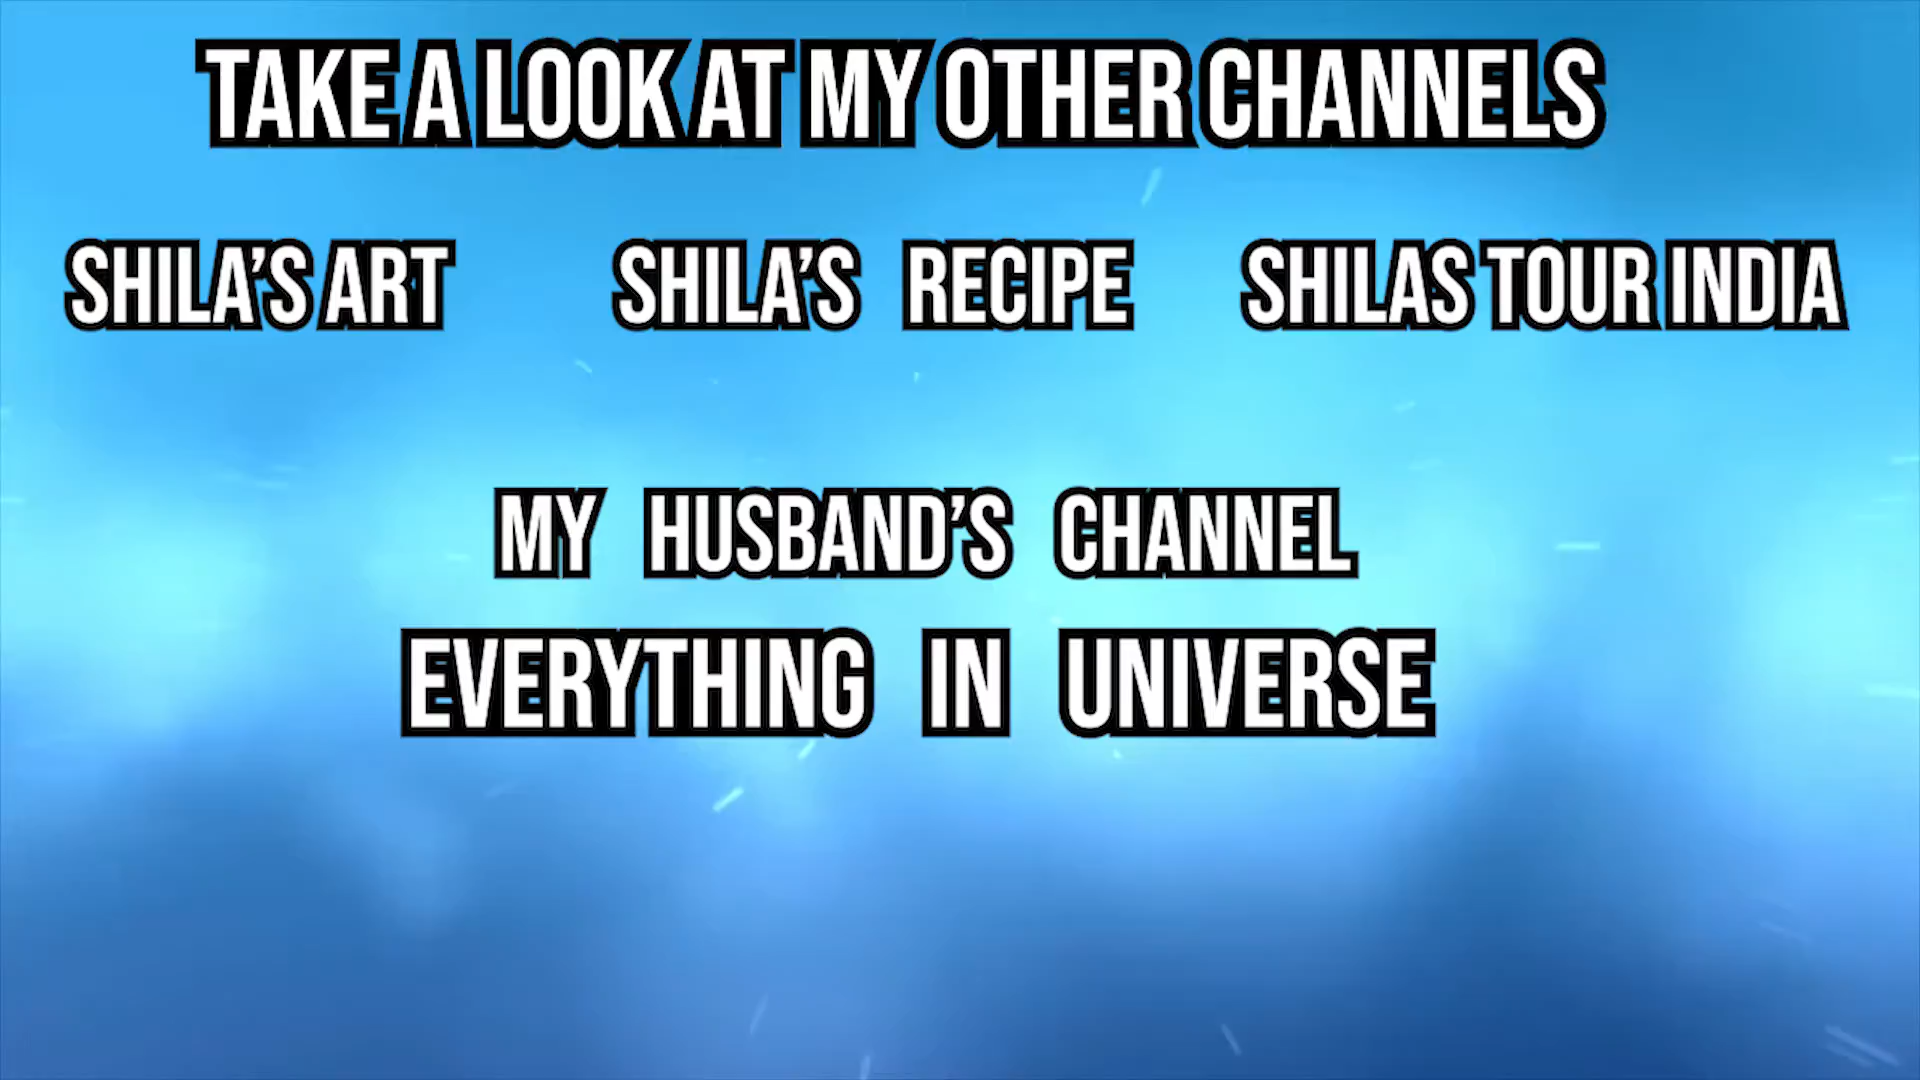 TAKE A LOOK AT MY OTHER CHANNELS
SHILA’S ART SHILA’S RECIPE SHILAS TOUR INDIA
MY HUSBAND’S CHANNEL
EVERYTHING IN UNIVERSE